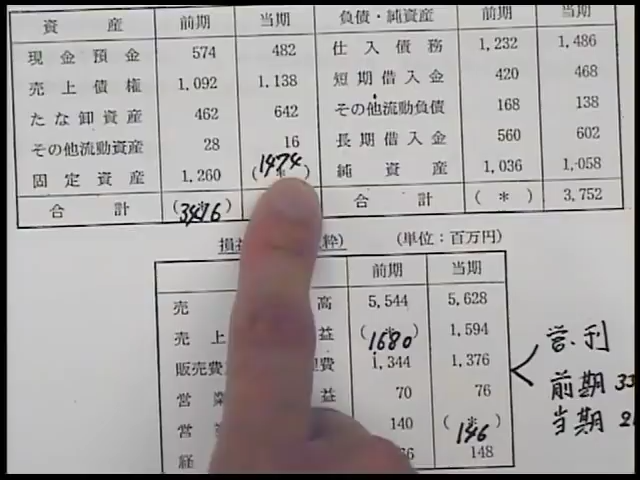 資産 前期 当期 負債・純資産 前期 当期
現金預金 574 482 仕入債務 1,232 1,486
売上債権 1,092 1,138 短期借入金 420 468
たな卸資産 462 642 その他流動負債 168 138
その他流動資産 28 16 長期借入金 560 602
固定資産 1,260 (1474) 純資産 1,036 1,058
合計 (3416) 合計 (*) 3,752
粋) (単位:百万円)
前期 当期
売 高 5,544 5,628
売上 益 (1680) 1,594
販売費 費 1,344 1,376
営業 益 70 76
営 140 (146)
経 148
営.利
前期 33
当期